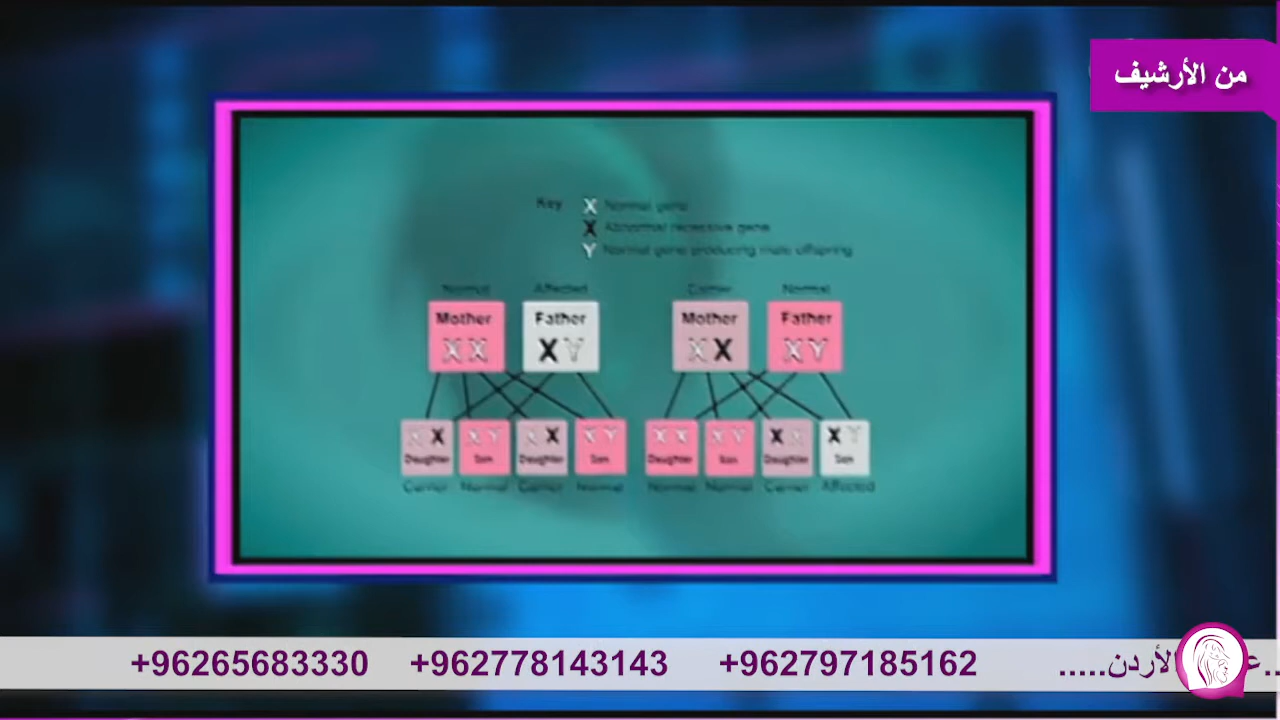 من الأرشيف
Key X Normal gene
X Abnormal recessive gene
Y Normal gene producing male offspring
Normal Affected Carrier Normal
Mother Father Mother Father
X X X Y X X X Y
X X X Y X X X Y X X X Y X X X Y
Daughter Son Daughter Son Daughter Son Daughter Son
Carrier Normal Carrier Normal Normal Normal Carrier Affected
+96265683330 +962778143143 +962797185162 الأردن.....